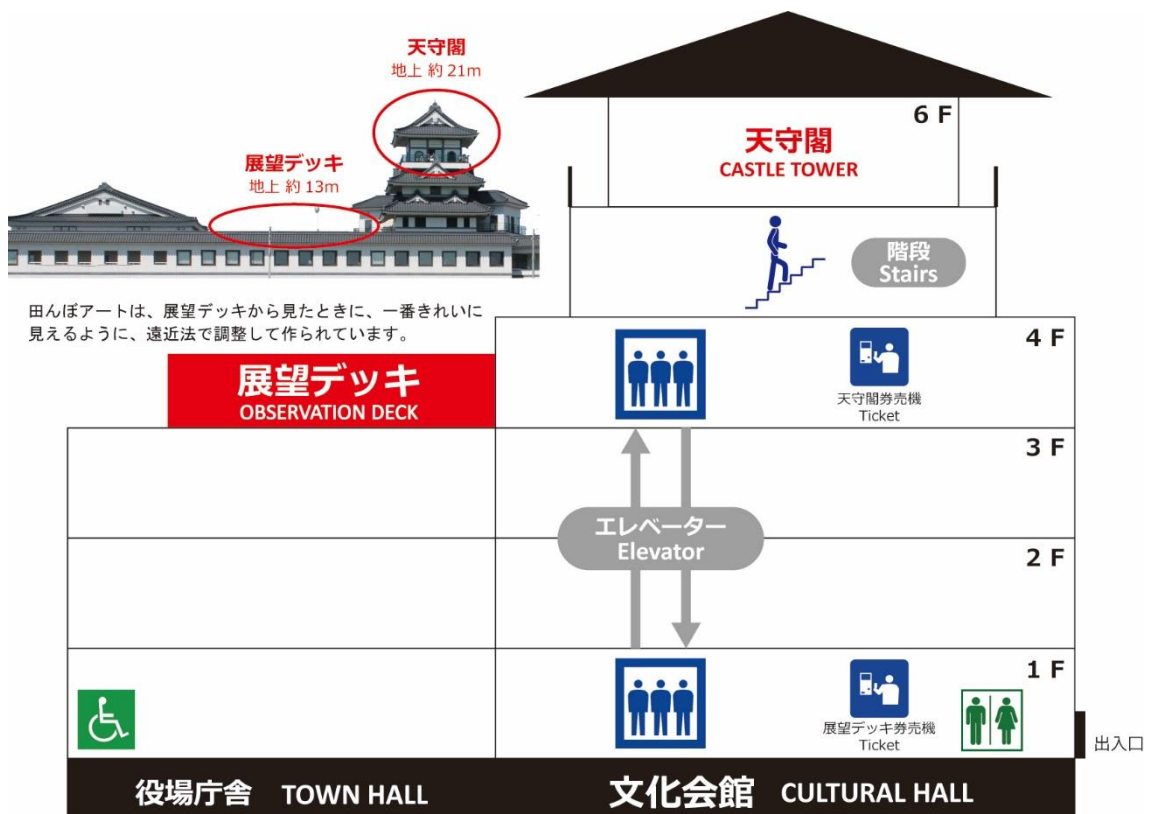 天守閣
地上 約 21m
展望デッキ
地上 約 13m
田んぼアートは、展望デッキから見たときに、一番きれいに
見えるように、遠近法で調整して作られています。
6 F
天守閣
CASTLE TOWER
階段
Stairs
4 F
天守閣券売機
Ticket
展望デッキ
OBSERVATION DECK
3 F
エレベーター
Elevator
2 F
1 F
展望デッキ券売機
Ticket
出入口
役場庁舎 TOWN HALL
文化会館 CULTURAL HALL